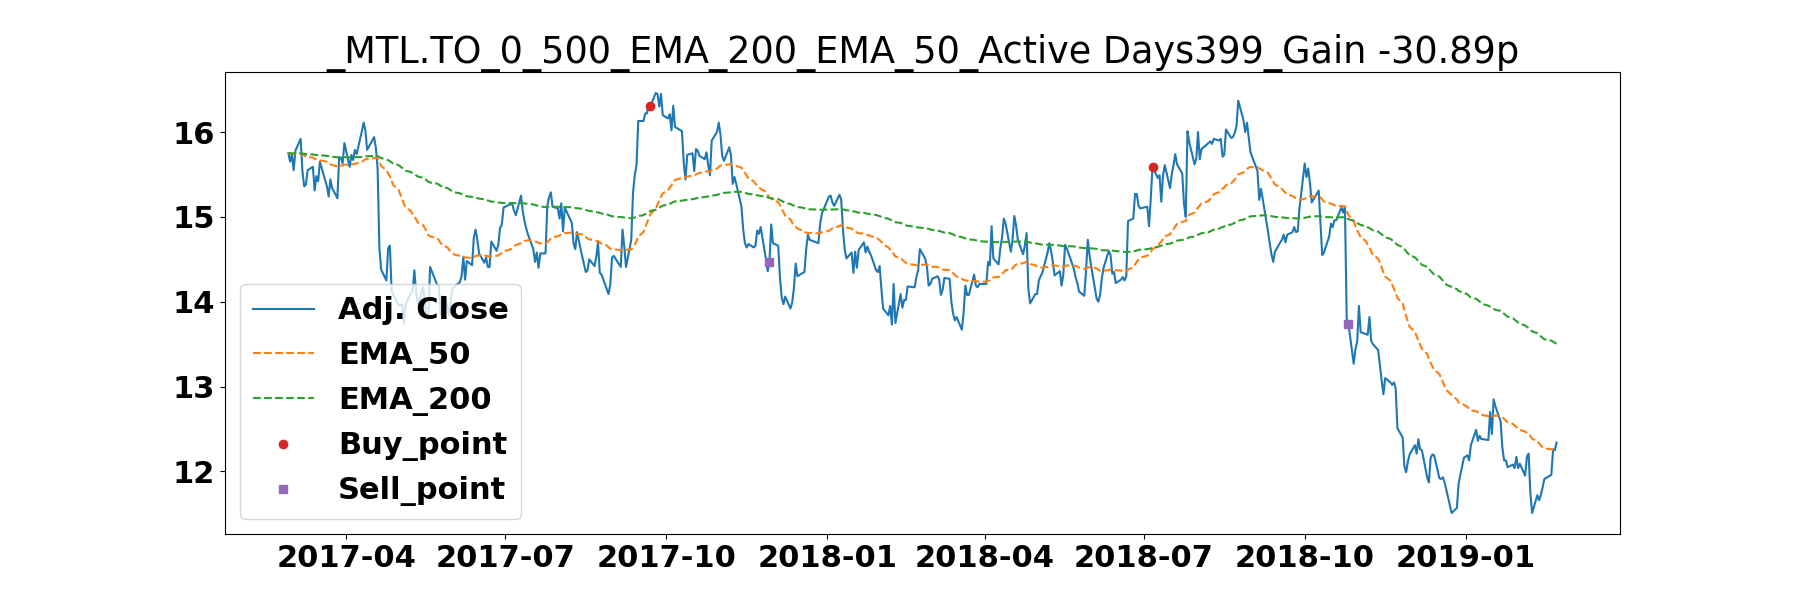 _MTL.TO_0_500_EMA_200_EMA_50_Active Days399_Gain -30.89p
16
15
14
13
12
Adj. Close
EMA_50
EMA_200
Buy_point
Sell_point
2017-04 2017-07 2017-10 2018-01 2018-04 2018-07 2018-10 2019-01